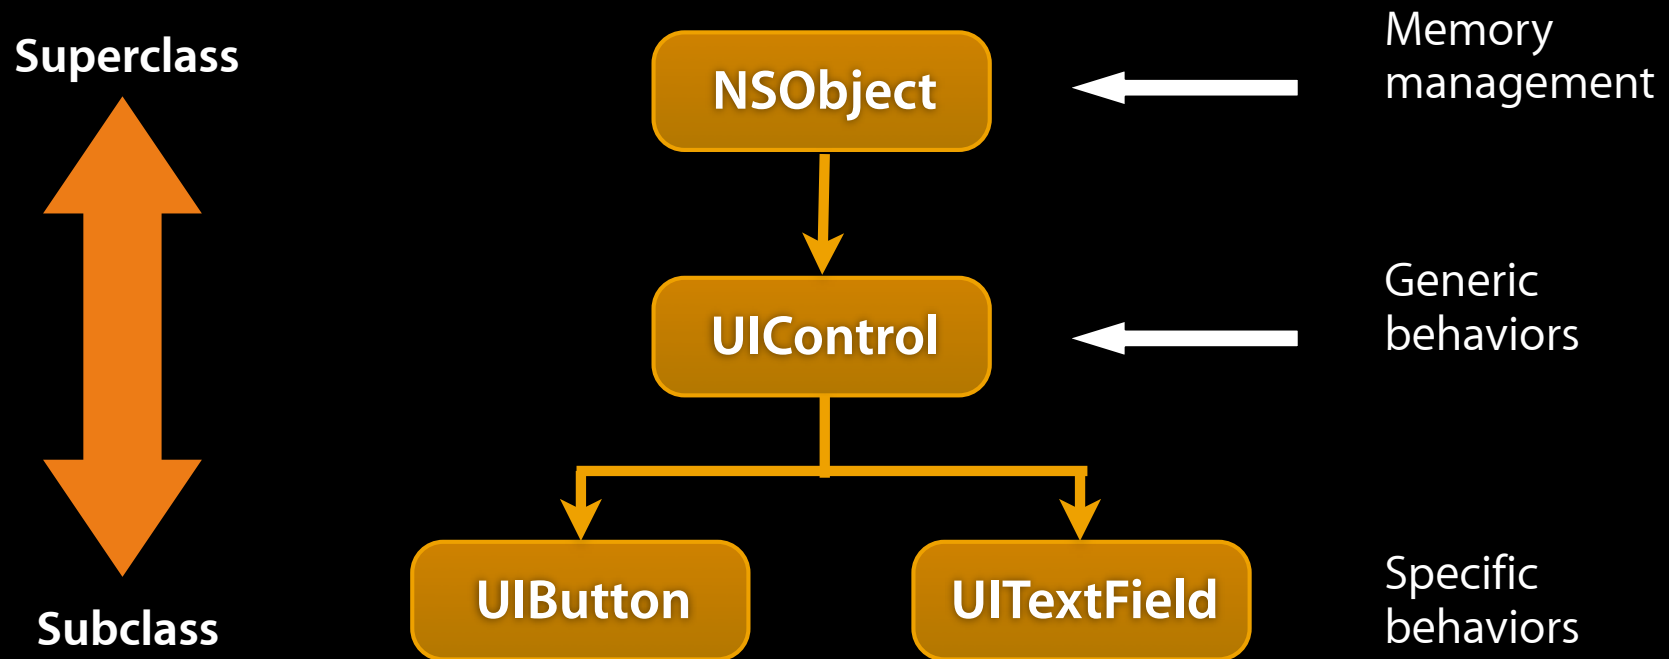 Superclass
NSObject
Memory
management
UIControl
Generic
behaviors
UIButton
UITextField
Specific
behaviors
Subclass